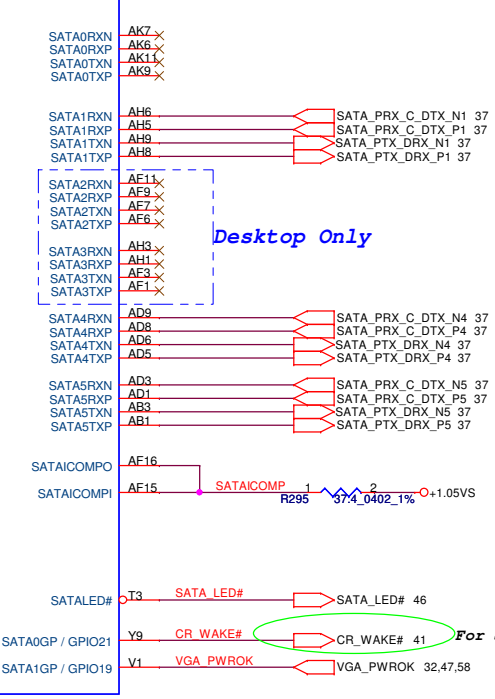 SATA0RXN AK7
SATA0RXP AK6
SATA0TXN AK11
SATA0TXP AK9
SATA1RXN AH6 SATA_PRX_C_DTX_N1 37
SATA1RXP AH5 SATA_PRX_C_DTX_P1 37
SATA1TXN AH9 SATA_PTX_DRX_N1 37
SATA1TXP AH8 SATA_PTX_DRX_P1 37
SATA2RXN AF11
SATA2RXP AF9
SATA2TXN AF7
SATA2TXP AF6
Desktop Only
SATA3RXN AH3
SATA3RXP AH1
SATA3TXN AF3
SATA3TXP AF1
SATA4RXN AD9 SATA_PRX_C_DTX_N4 37
SATA4RXP AD8 SATA_PRX_C_DTX_P4 37
SATA4TXN AD6 SATA_PTX_DRX_N4 37
SATA4TXP AD5 SATA_PTX_DRX_P4 37
SATA5RXN AD3 SATA_PRX_C_DTX_N5 37
SATA5RXP AD1 SATA_PRX_C_DTX_P5 37
SATA5TXN AB3 SATA_PTX_DRX_N5 37
SATA5TXP AB1 SATA_PTX_DRX_P5 37
SATAICOMPO AF16
SATAICOMPI AF15 SATAICOMP 1 2 +1.05VS
R295 37.4_0402_1%
SATALED# T3 SATA_LED# SATA_LED# 46
SATA0GP / GPIO21 Y9 CR_WAKE# CR_WAKE# 41 For
SATA1GP / GPIO19 V1 VGA_PWROK VGA_PWROK 32,47,58